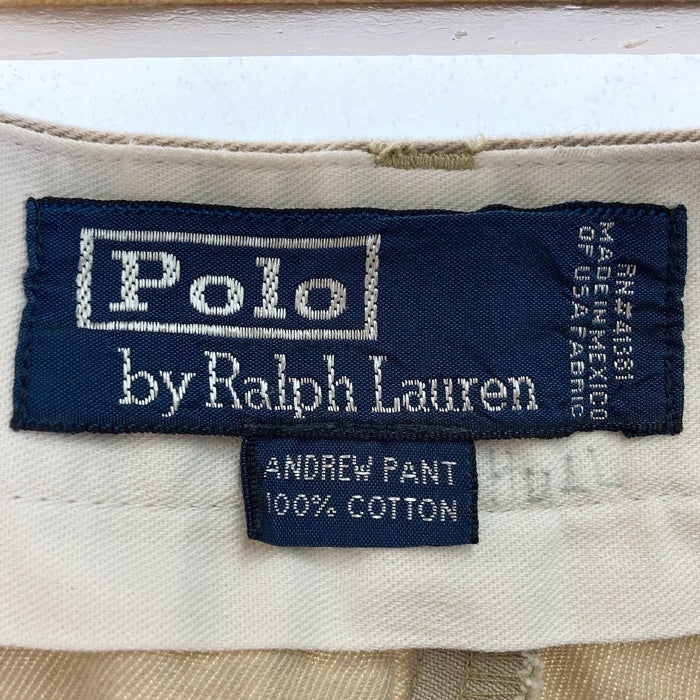 Polo
by Ralph Lauren
RN#41381
MADE IN MEXICO
OF USA FABRIC
ANDREW PANT
100% COTTON